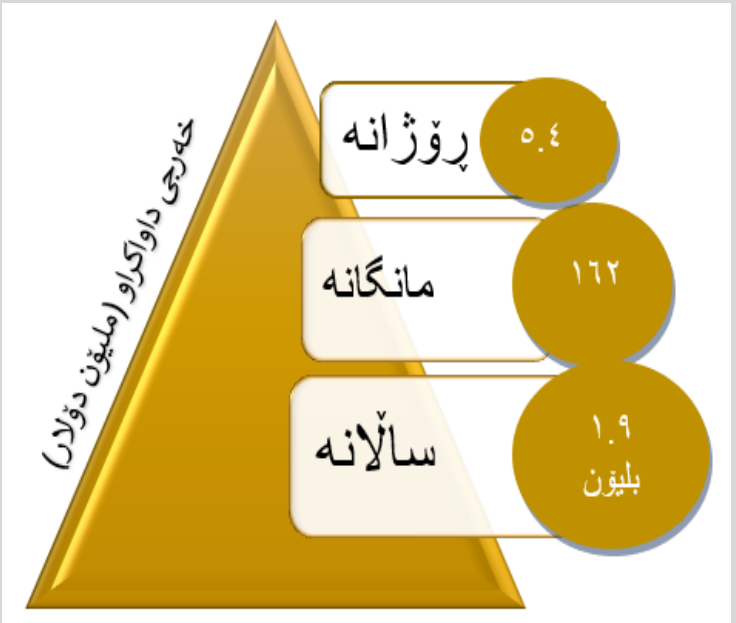 خەرجی داواکراو (ملیۆن دۆلار)
ڕۆژانە
٥.٤
مانگانە
١٦٢
ساڵانە
١.٩
بلیۆن